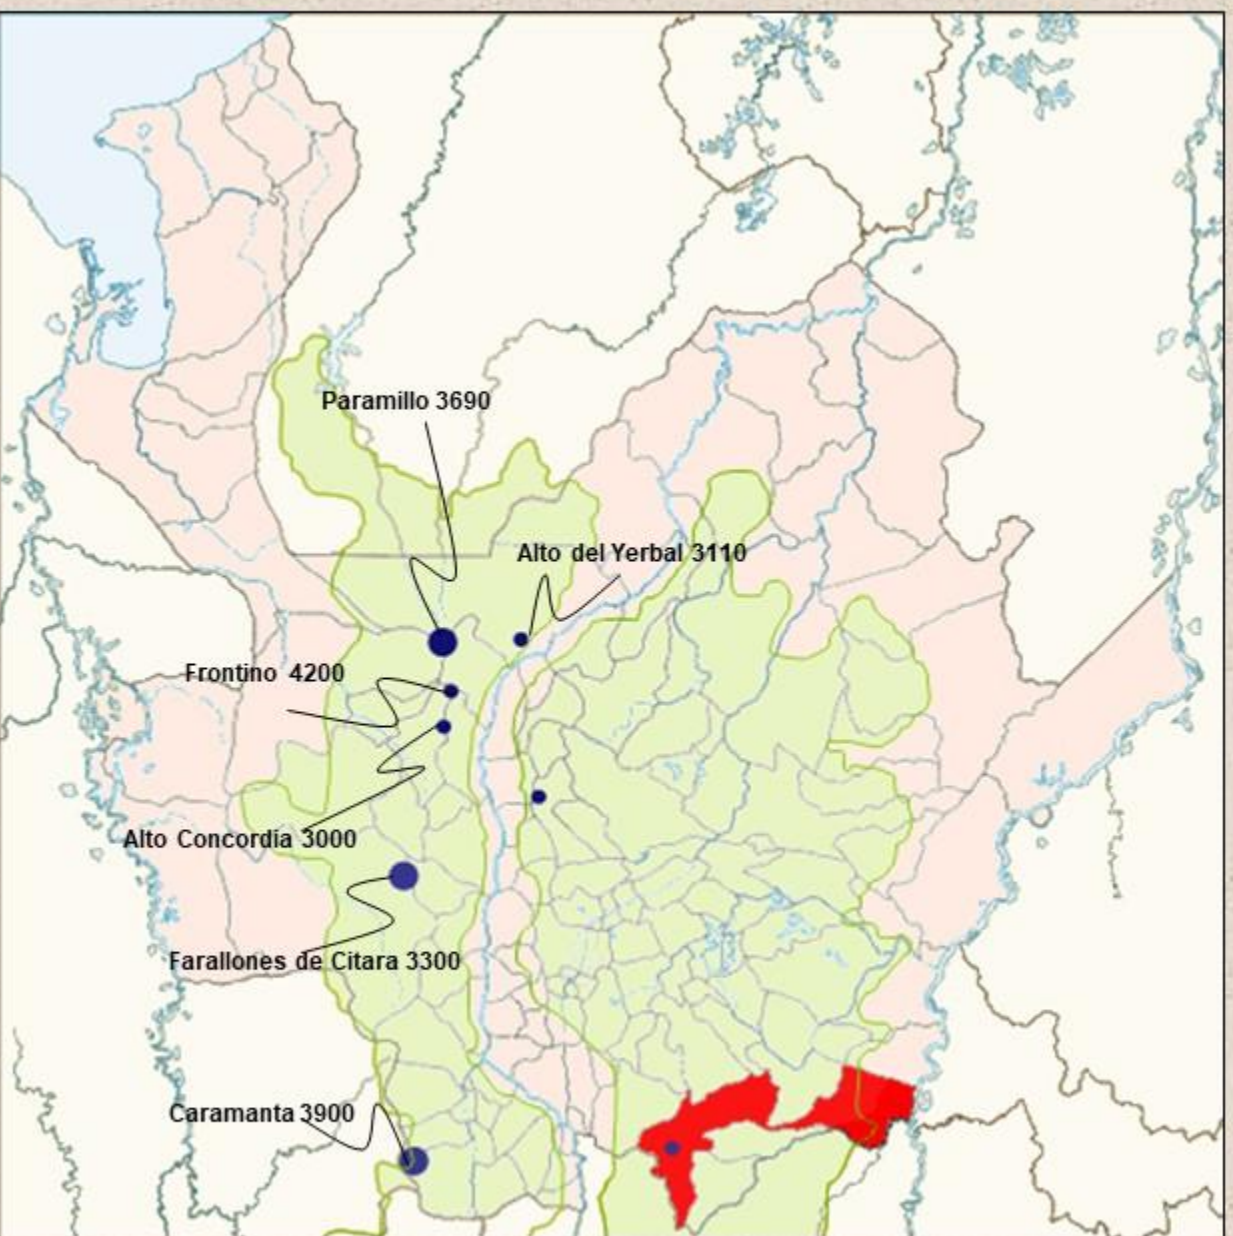 Paramillo 3690
Alto del Yerbal 3110
Frontino 4200
Alto Concordia 3000
Farallones de Citara 3300
Caramanta 3900